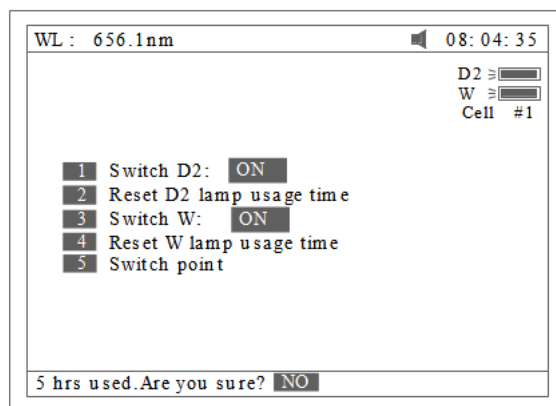 WL: 656.1nm 08:04:35
D2
W
Cell #1
1 Switch D2: ON
2 Reset D2 lamp usage time
3 Switch W: ON
4 Reset W lamp usage time
5 Switch point
5 hrs used.Are you sure? NO